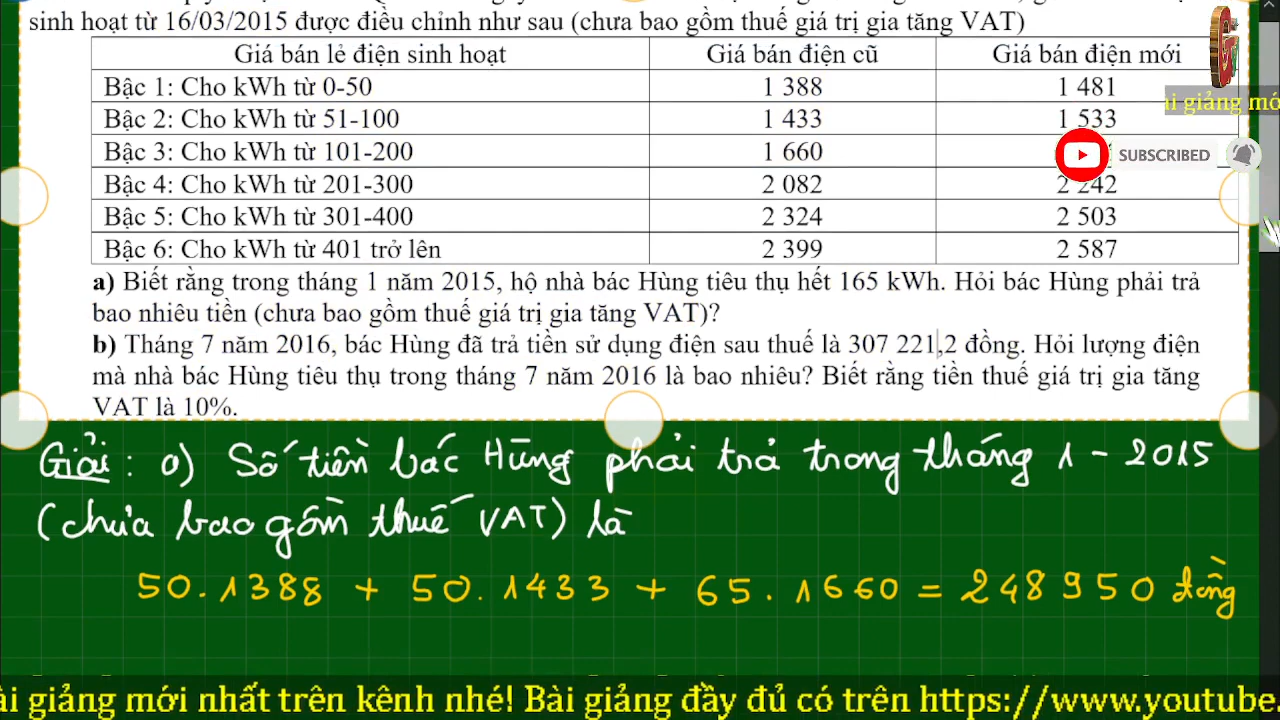 sinh hoạt từ 16/03/2015 được điều chỉnh như sau (chưa bao gồm thuế giá trị gia tăng VAT)
Giá bán lẻ điện sinh hoạt Giá bán điện cũ Giá bán điện mới
Bậc 1: Cho kWh từ 0-50 1 388 1 481
ài giảng mớ
Bậc 2: Cho kWh từ 51-100 1 433 1 533
Bậc 3: Cho kWh từ 101-200 1 660
SUBSCRIBED
Bậc 4: Cho kWh từ 201-300 2 082 2 242
Bậc 5: Cho kWh từ 301-400 2 324 2 503
Bậc 6: Cho kWh từ 401 trở lên 2 399 2 587
a) Biết rằng trong tháng 1 năm 2015, hộ nhà bác Hùng tiêu thụ hết 165 kWh. Hỏi bác Hùng phải trả
bao nhiêu tiền (chưa bao gồm thuế giá trị gia tăng VAT)?
b) Tháng 7 năm 2016, bác Hùng đã trả tiền sử dụng điện sau thuế là 307 221,2 đồng. Hỏi lượng điện
mà nhà bác Hùng tiêu thụ trong tháng 7 năm 2016 là bao nhiêu? Biết rằng tiền thuế giá trị gia tăng
VAT là 10%.
Giải: a) Số tiền bác Hùng phải trả trong tháng 1 - 2015
(chưa bao gồm thuế VAT) là
50.1388 + 50.1433 + 65.1660 = 248950 đồng
ài giảng mới nhất trên kênh nhé! Bài giảng đầy đủ có trên https://www.youtube.